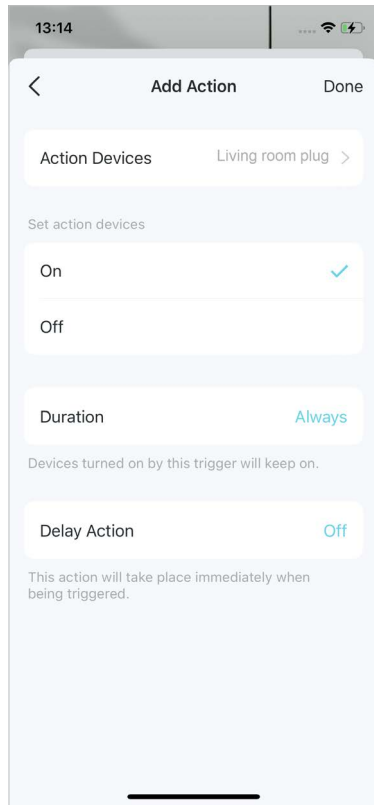 13:14
Add Action
Done
Action Devices
Living room plug
Set action devices
On
Off
Duration
Always
Devices turned on by this trigger will keep on.
Delay Action
Off
This action will take place immediately when
being triggered.